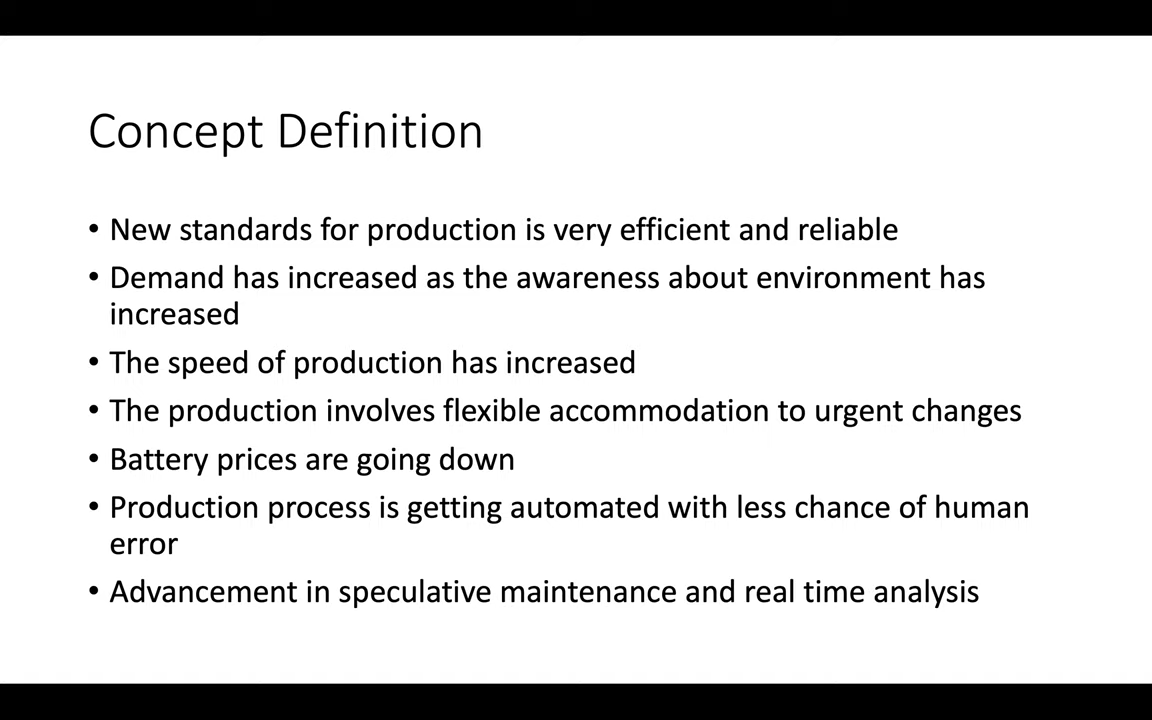 Concept Definition
• New standards for production is very efficient and reliable
• Demand has increased as the awareness about environment has
increased
• The speed of production has increased
• The production involves flexible accommodation to urgent changes
• Battery prices are going down
• Production process is getting automated with less chance of human
error
• Advancement in speculative maintenance and real time analysis